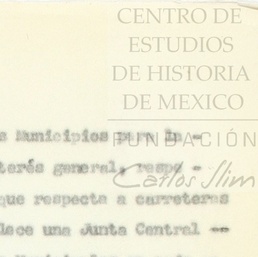 CENTRO DE
ESTUDIOS
DE HISTORIA
DE MEXICO
FUNDACIÓN
Carlos Slim
s Municipios para la -
terés general, respe -
que respecta a carreteras
lece una Junta Central --